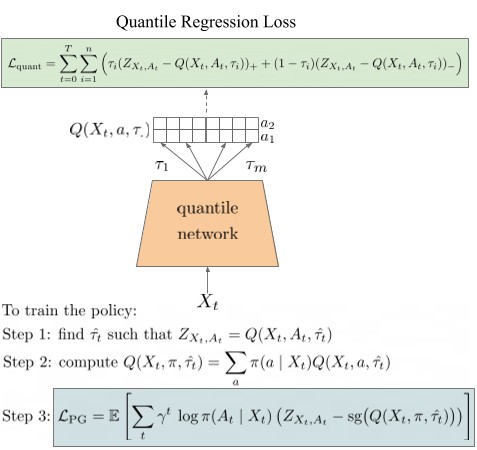 Quantile Regression Loss
$\mathcal{L}_{\text{quant}} = \sum_{t=0}^{T} \sum_{i=1}^{n} \left( \tau_i (Z_{X_t,A_t} - Q(X_t, A_t, \tau_i))_+ + (1 - \tau_i)(Z_{X_t,A_t} - Q(X_t, A_t, \tau_i))_- \right)$
$Q(X_t, a, \tau_.)$ $a_2$
$a_1$
$\tau_1$ $\tau_m$
quantile
network
$X_t$
To train the policy:
Step 1: find $\hat{\tau}_t$ such that $Z_{X_t,A_t} = Q(X_t, A_t, \hat{\tau}_t)$
Step 2: compute $Q(X_t, \pi, \hat{\tau}_t) = \sum_a \pi(a \mid X_t) Q(X_t, a, \hat{\tau}_t)$
Step 3: $\mathcal{L}_{\text{PG}} = \mathbb{E} \left[ \sum_t \gamma^t \log \pi(A_t \mid X_t) \left( Z_{X_t,A_t} - \text{sg}(Q(X_t, \pi, \hat{\tau}_t)) \right) \right]$